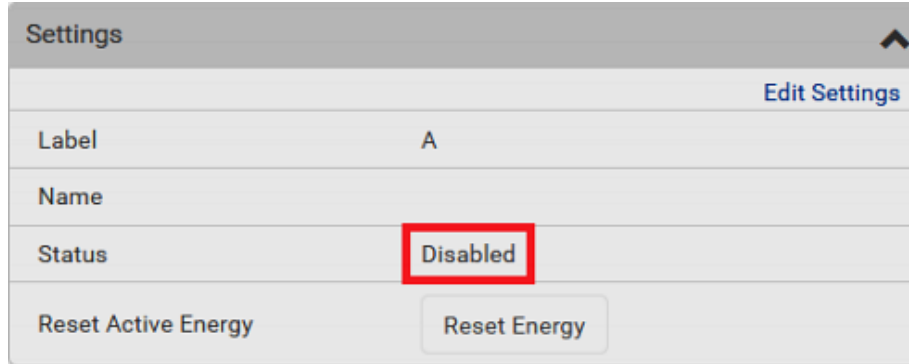 Settings
Edit Settings
Label A
Name
Status Disabled
Reset Active Energy Reset Energy